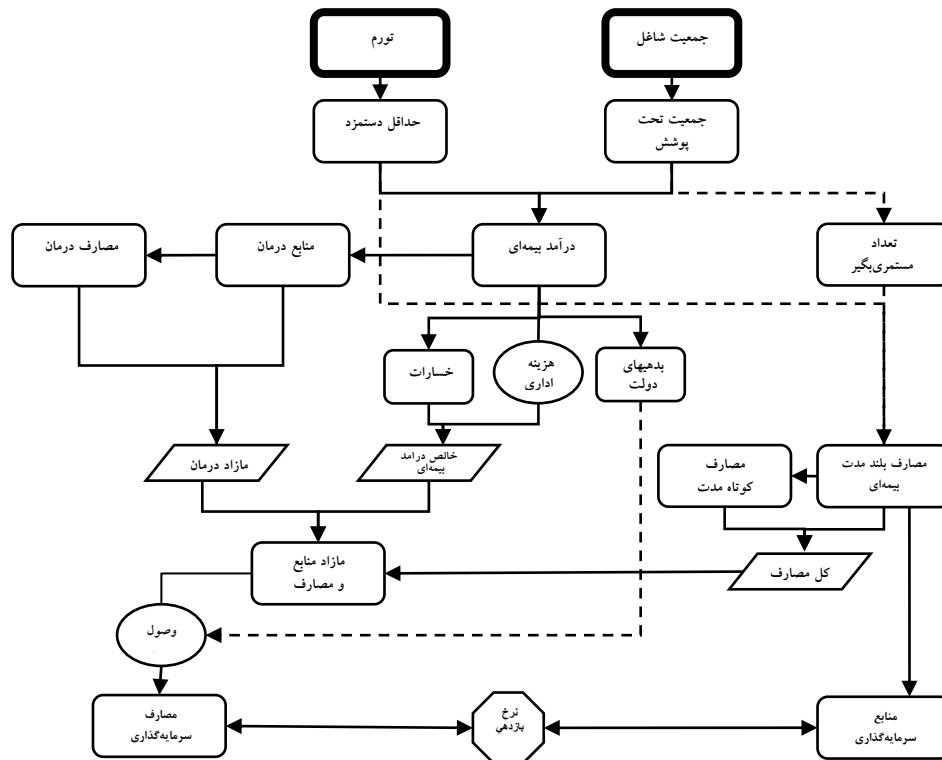 جمعیت شاغل
تورم
جمعیت تحت
پوشش
حداقل دستمزد
تعداد
مستمری‌بگیر
درآمد بیمه‌ای
منابع درمان
مصارف درمان
بدهیهای
دولت
هزینه
اداری
خسارات
مصارف بلند مدت
بیمه‌ای
مصارف
کوتاه مدت
خالص درامد
بیمه‌ای
مازاد درمان
کل مصارف
مازاد منابع
و مصارف
وصول
منابع
سرمایه‌گذاری
نرخ
بازدهي
مصارف
سرمایه‌گذاری